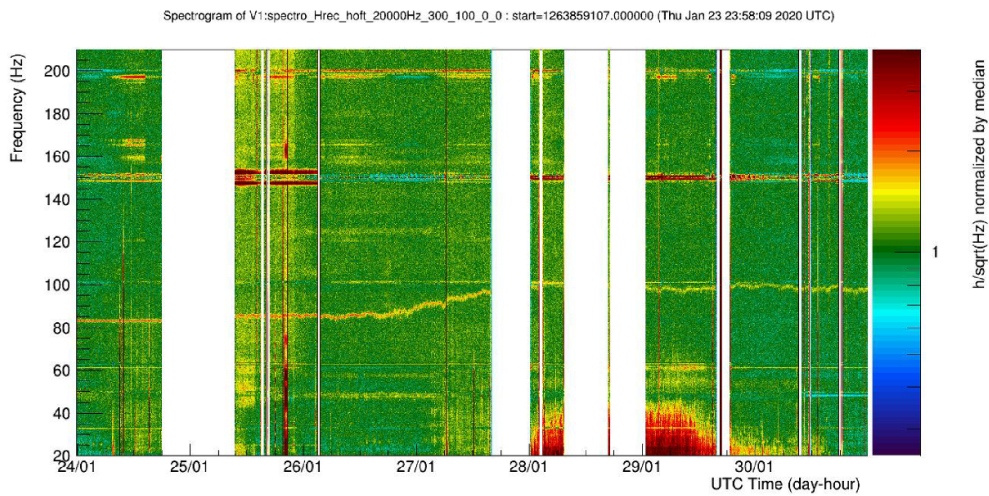 Spectrogram of V1:spectro_Hrec_hoft_20000Hz_300_100_0_0 : start=1263859107.000000 (Thu Jan 23 23:58:09 2020 UTC)
Frequency (Hz)
200
180
160
140
120
100
80
60
40
20
24/01 25/01 26/01 27/01 28/01 29/01 30/01
UTC Time (day-hour)
1
h/sqrt(Hz) normalized by median